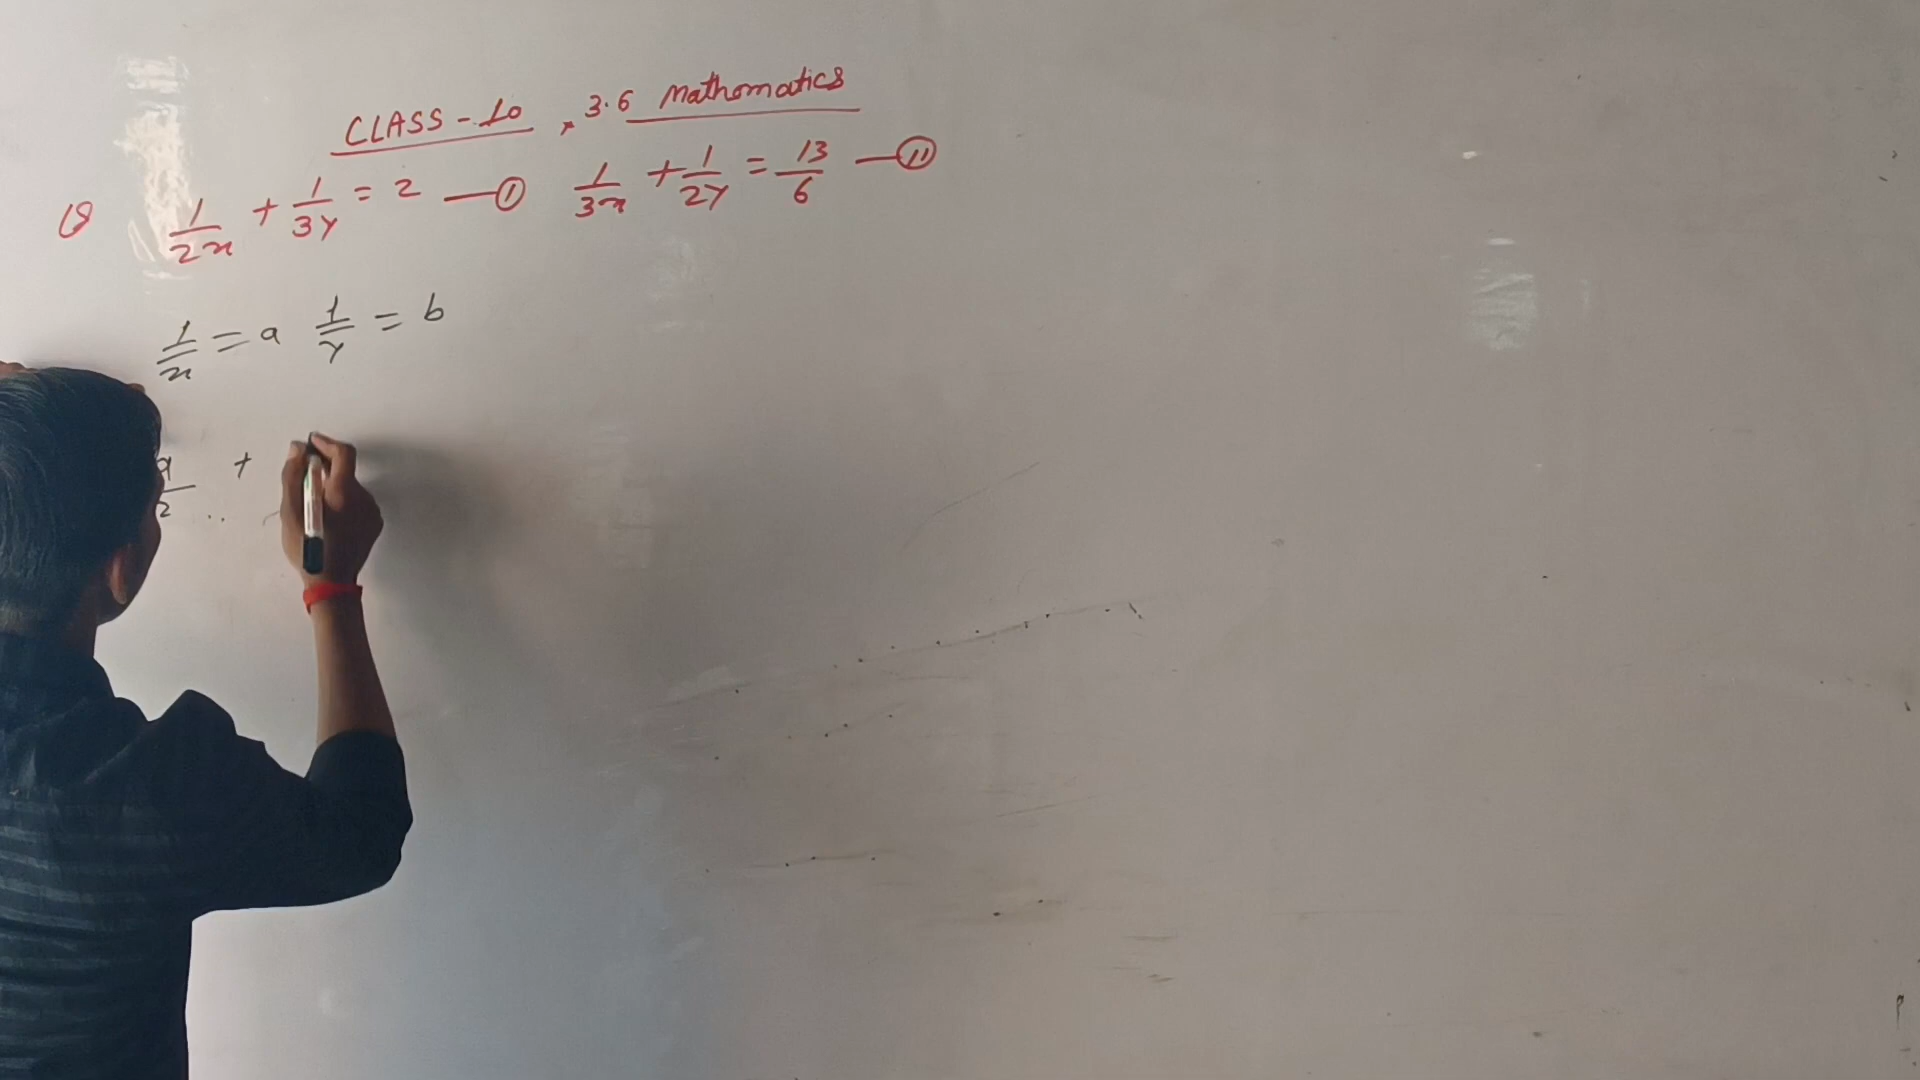 CLASS - 10, 3.6 Mathematics
1/2x + 1/3y = 2 —(1) 1/3x + 1/2y = 13/6 —(11)
1/x = a 1/y = b
a/2 +